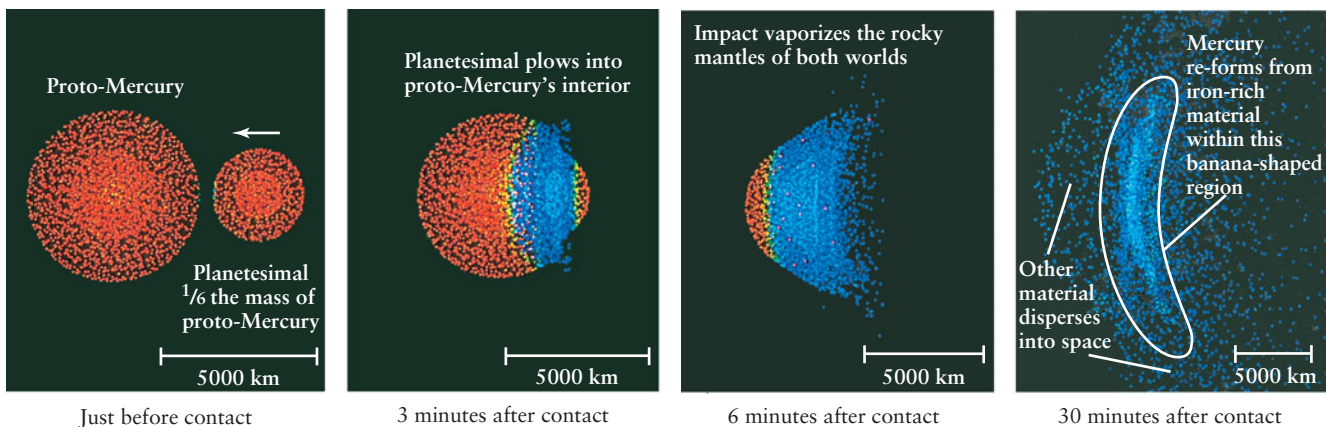 Proto-Mercury
Planetesimal
1/6 the mass of
proto-Mercury
5000 km
Just before contact
Planetesimal plows into
proto-Mercury’s interior
5000 km
3 minutes after contact
Impact vaporizes the rocky
mantles of both worlds
5000 km
6 minutes after contact
Mercury
re-forms from
iron-rich
material
within this
banana-shaped
region
Other
material
disperses
into space
5000 km
30 minutes after contact